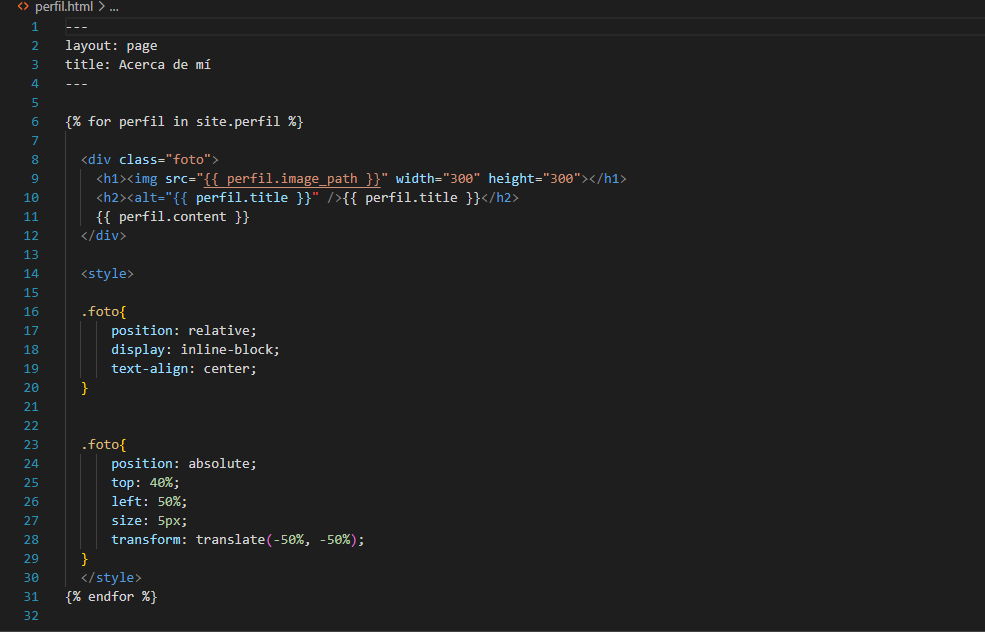 <> perfil.html > ...
1 ---
2 layout: page
3 title: Acerca de mí
4 ---
5
6 {% for perfil in site.perfil %}
7
8   <div class="foto">
9     <h1><img src="{{ perfil.image_path }}" width="300" height="300"></h1>
10     <h2><alt="{{ perfil.title }}" />{{ perfil.title }}</h2>
11     {{ perfil.content }}
12   </div>
13
14   <style>
15
16   .foto{
17       position: relative;
18       display: inline-block;
19       text-align: center;
20   }
21
22
23   .foto{
24       position: absolute;
25       top: 40%;
26       left: 50%;
27       size: 5px;
28       transform: translate(-50%, -50%);
29   }
30   </style>
31 {% endfor %}
32